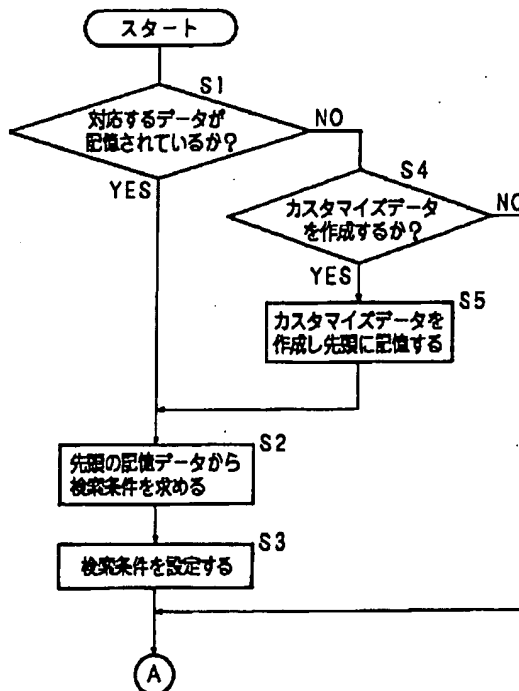 スタート
S1
対応するデータが
記憶されているか?
NO
YES
S4
カスタマイズデータ
を作成するか?
NO
YES
S5
カスタマイズデータを
作成し先頭に記憶する
S2
先頭の記憶データから
検索条件を求める
S3
検索条件を設定する
A